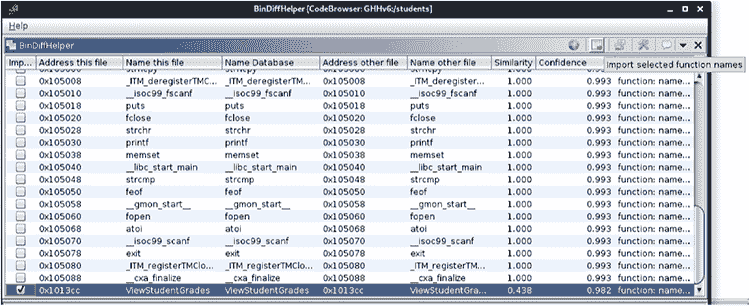 BinDiffHelper [CodeBrowser: GHHv6:/students]
Help
BinDiffHelper
Imp... Address this file Name this file Name Database Address other file Name other file Similarity Confidence
Import selected function names
0x105008 _ITM_deregisterTMC... _ITM_deregisterTM... 0x105008 _ITM_deregister... 1.000 0.993 function: name...
0x105010 __isoc99_fscanf __isoc99_fscanf 0x105010 __isoc99_fscanf 1.000 0.993 function: name...
0x105018 puts puts 0x105018 puts 1.000 0.993 function: name...
0x105020 fclose fclose 0x105020 fclose 1.000 0.993 function: name...
0x105028 strchr strchr 0x105028 strchr 1.000 0.993 function: name...
0x105030 printf printf 0x105030 printf 1.000 0.993 function: name...
0x105038 memset memset 0x105038 memset 1.000 0.993 function: name...
0x105040 __libc_start_main __libc_start_main 0x105040 __libc_start_main 1.000 0.993 function: name...
0x105048 strcmp strcmp 0x105048 strcmp 1.000 0.993 function: name...
0x105050 feof feof 0x105050 feof 1.000 0.993 function: name...
0x105058 __gmon_start__ __gmon_start__ 0x105058 __gmon_start__ 1.000 0.993 function: name...
0x105060 fopen fopen 0x105060 fopen 1.000 0.993 function: name...
0x105068 atoi atoi 0x105068 atoi 1.000 0.993 function: name...
0x105070 __isoc99_scanf __isoc99_scanf 0x105070 __isoc99_scanf 1.000 0.993 function: name...
0x105078 exit exit 0x105078 exit 1.000 0.993 function: name...
0x105080 _ITM_registerTMClo... _ITM_registerTMClo... 0x105080 _ITM_registerT... 1.000 0.993 function: name...
0x105088 __cxa_finalize __cxa_finalize 0x105088 __cxa_finalize 1.000 0.993 function: name...
0x1013cc ViewStudentGrades ViewStudentGrades 0x1013cc ViewStudentGra... 0.438 0.982 function: name...